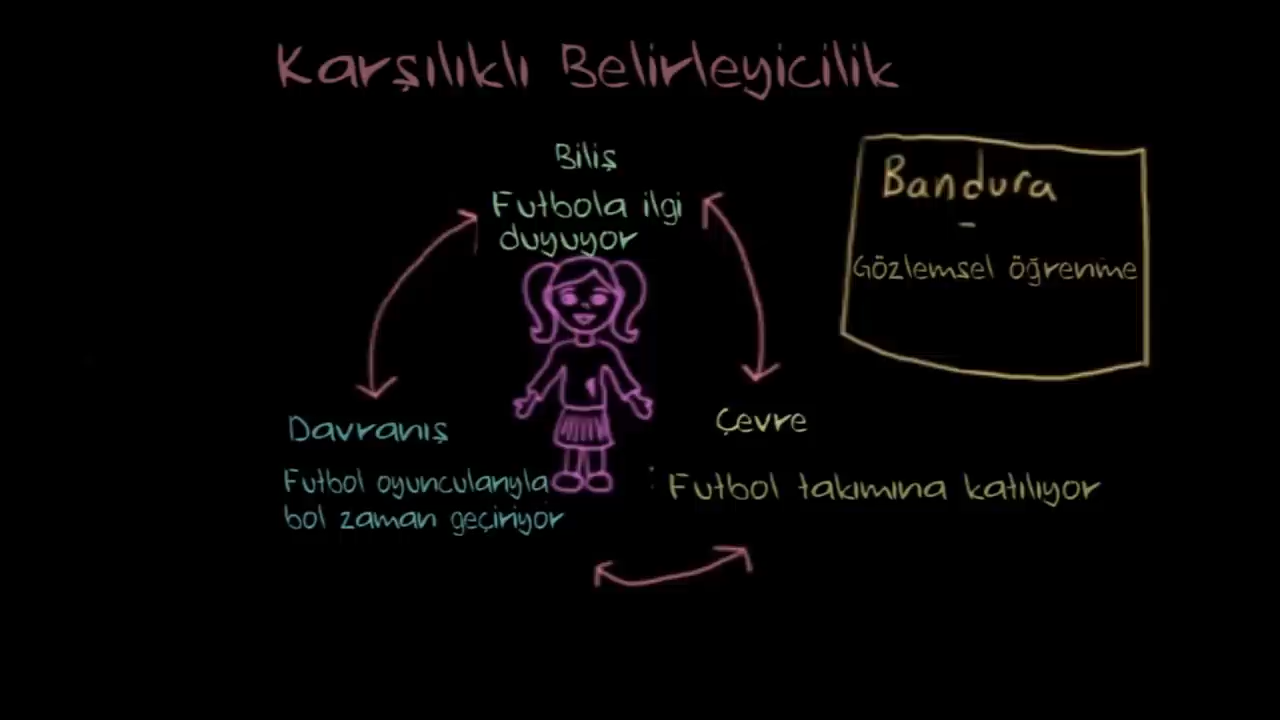 Karşılıklı Belirleyicilik
Biliş
Futbola ilgi
duyuyor
Bandura
-
Gözlemsel öğrenme
Davranış
Futbol oyuncularıyla
bol zaman geçiriyor
Çevre
Futbol takımına katılıyor